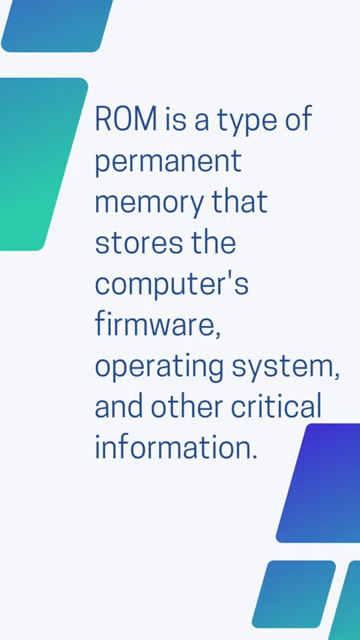 ROM is a type of
permanent
memory that
stores the
computer's
firmware,
operating system,
and other critical
information.